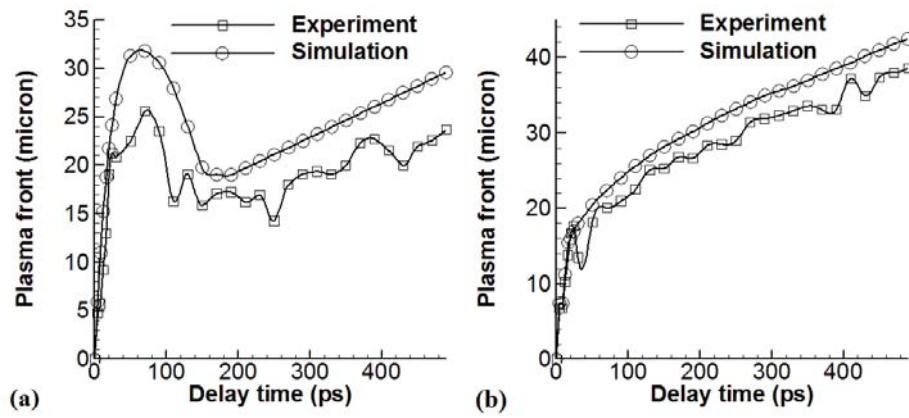 35
30
25
20
15
10
5
0
Plasma front (micron)
Experiment
Simulation
0 100 200 300 400
Delay time (ps)
(a)
40
30
20
10
0
Plasma front (micron)
Experiment
Simulation
0 100 200 300 400
Delay time (ps)
(b)